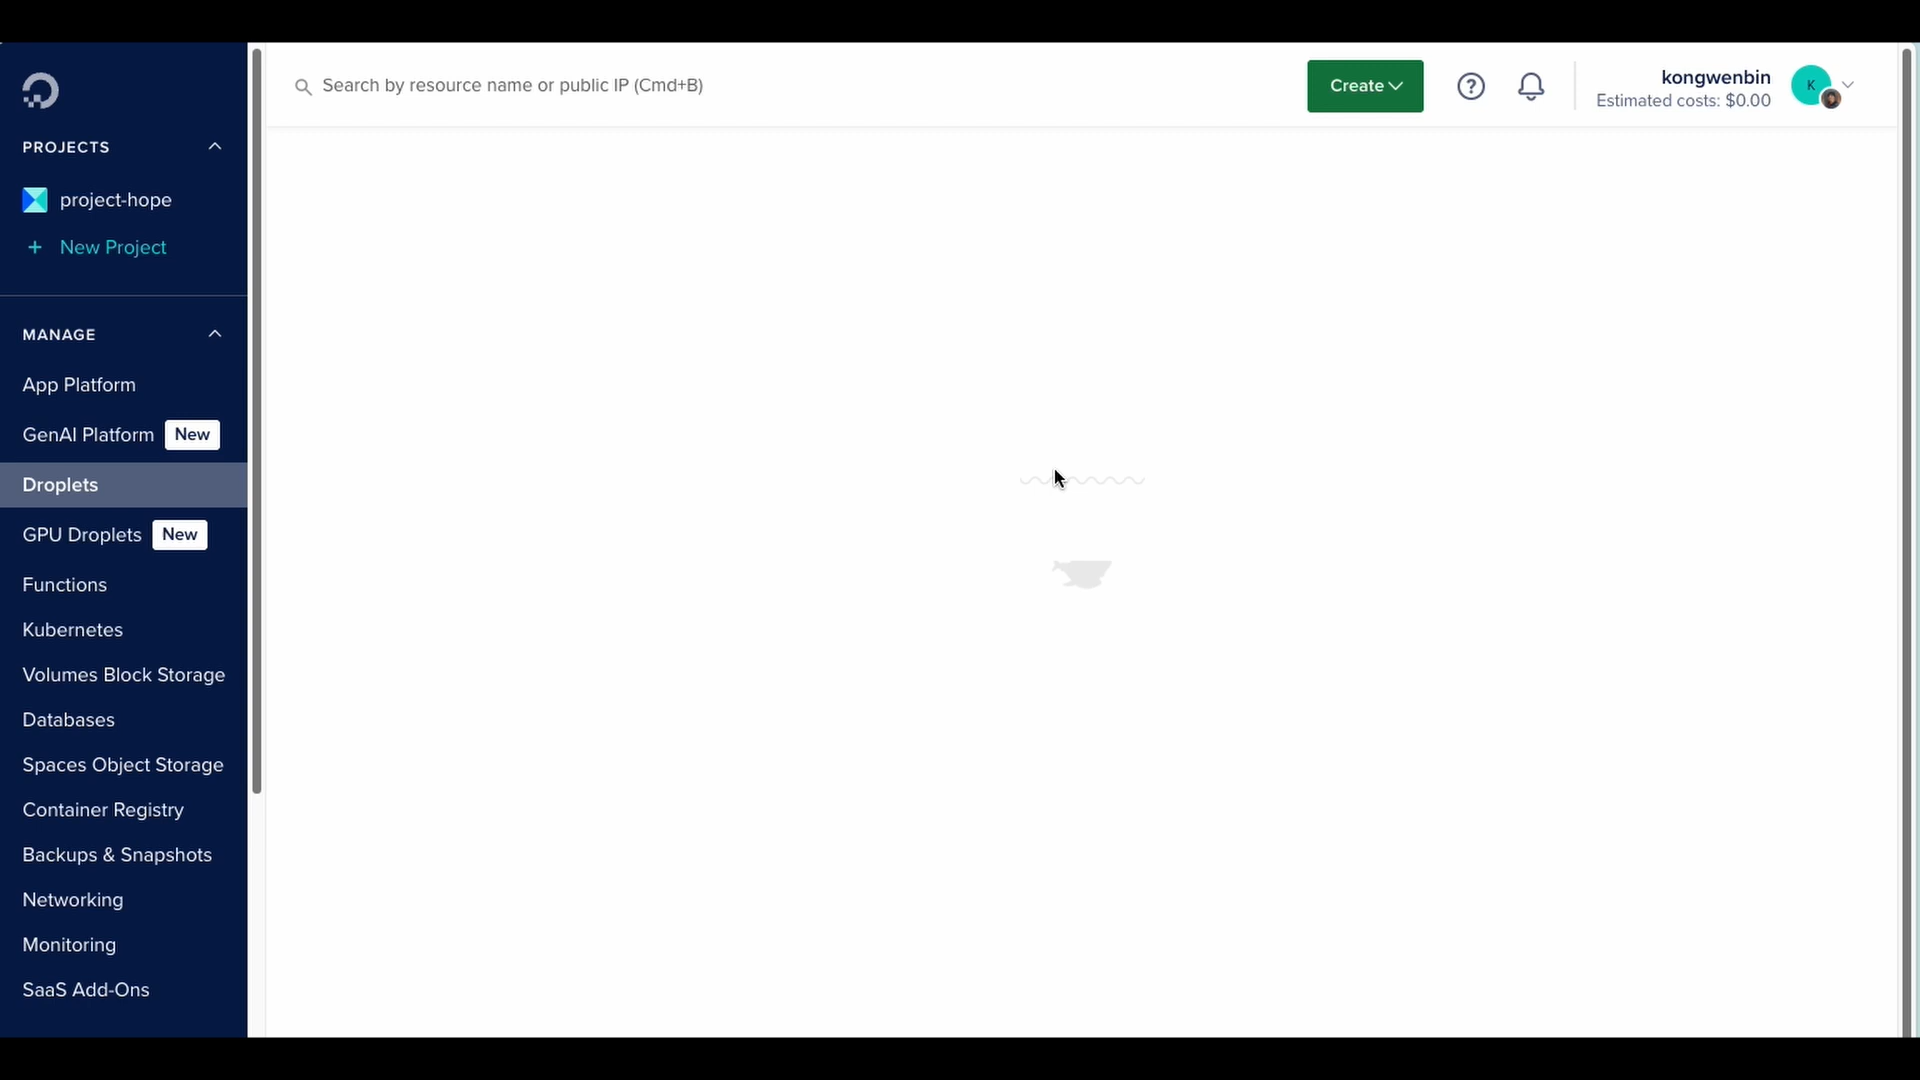 Search by resource name or public IP (Cmd+B)
Create
kongwenbin
Estimated costs: $0.00
K
PROJECTS
project-hope
+ New Project
MANAGE
App Platform
GenAI Platform New
Droplets
GPU Droplets New
Functions
Kubernetes
Volumes Block Storage
Databases
Spaces Object Storage
Container Registry
Backups & Snapshots
Networking
Monitoring
SaaS Add-Ons